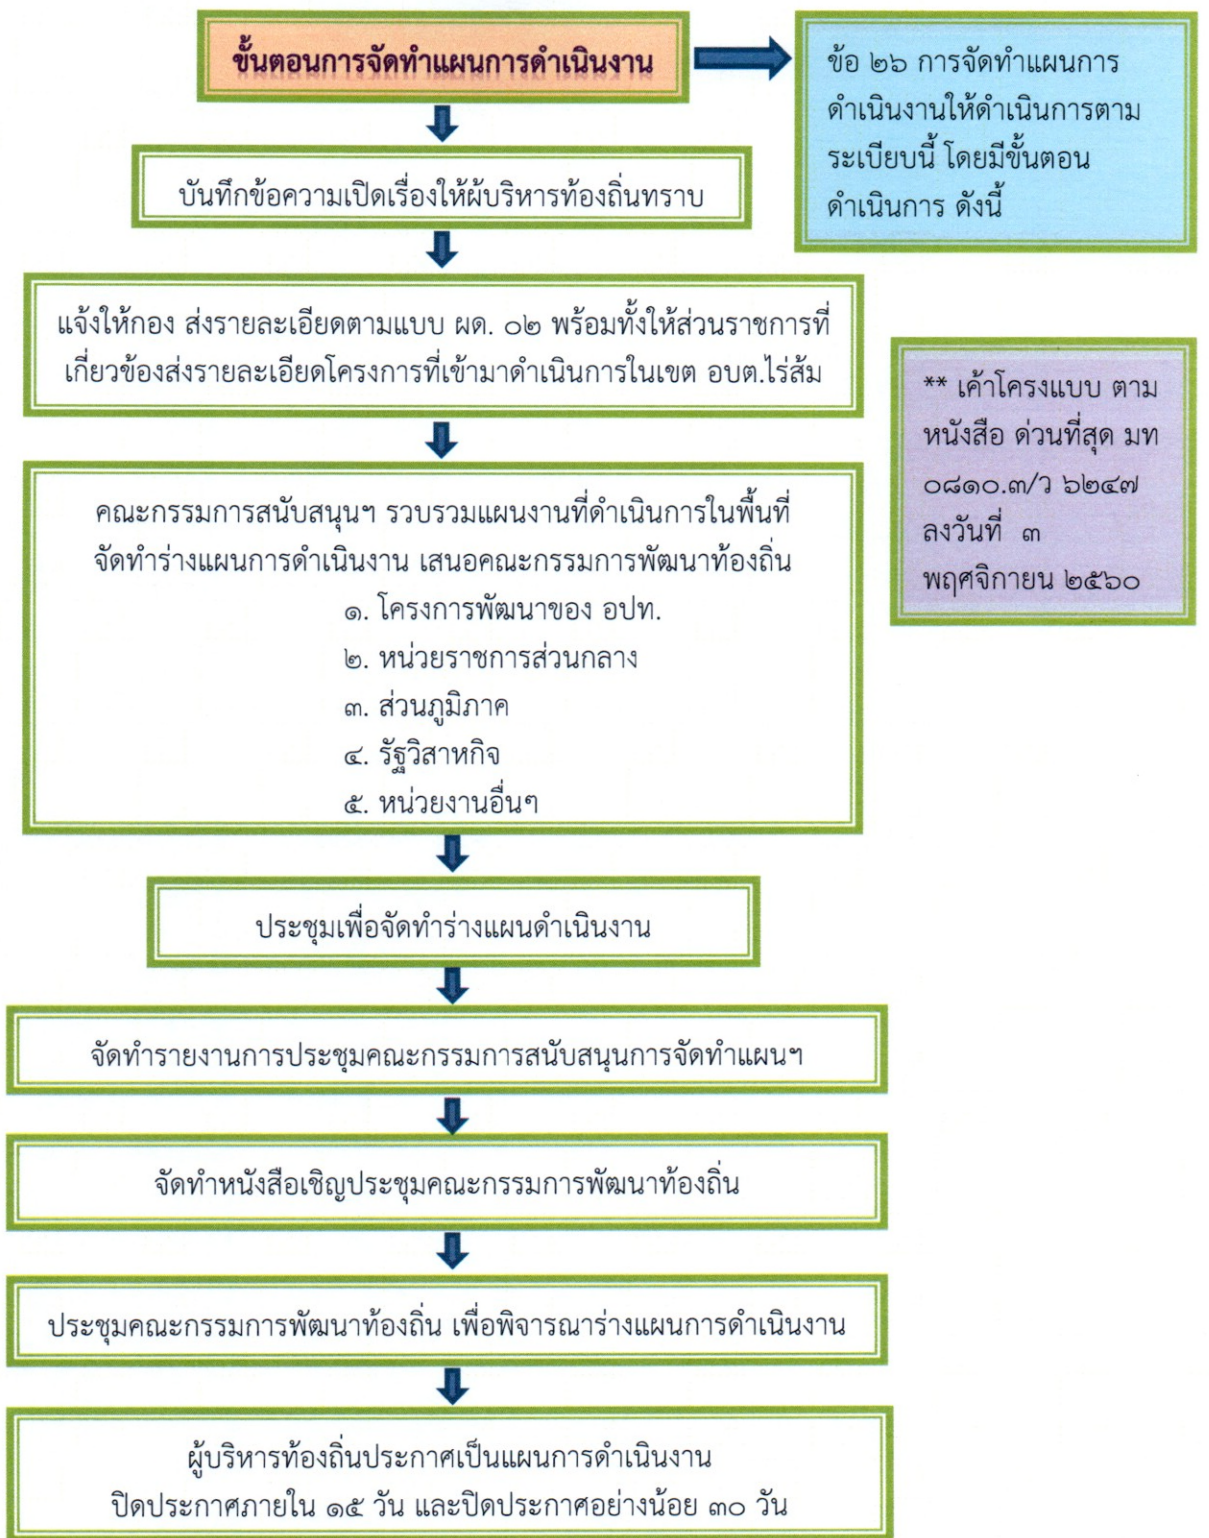 ขั้นตอนการจัดทำแผนการดำเนินงาน
ข้อ ๒๖ การจัดทำแผนการ
ดำเนินงานให้ดำเนินการตาม
ระเบียบนี้ โดยมีขั้นตอน
ดำเนินการ ดังนี้
บันทึกข้อความเปิดเรื่องให้ผ้บริหารท้องถิ่นทราบ
แจ้งให้กอง ส่งรายละเอียดตามแบบ ผด. ๐๒ พร้อมทั้งให้ส่วนราชการที่
เกี่ยวข้องส่งรายละเอียดโครงการที่เข้ามาดำเนินการในเขต อบต.ไร่ส้ม
** เค้าโครงแบบ ตาม
หนังสือ ด่วนที่สุด มท
๐๘๑๐.๓/ว ๖๒๔๗
ลงวันที่ ๓
พฤศจิกายน ๒๕๖๐
คณะกรรมการสนับสนุนฯ รวบรวมแผนงานที่ดำเนินการในพื้นที่
จัดทำร่างแผนการดำเนินงาน เสนอคณะกรรมการพัฒนาท้องถิ่น
๑. โครงการพัฒนาของ อปท.
๒. หน่วยราชการส่วนกลาง
๓. ส่วนภูมิภาค
๔. รัฐวิสาหกิจ
๕. หน่วยงานอื่นๆ
ประชุมเพื่อจัดทำร่างแผนดำเนินงาน
จัดทำรายงานการประชุมคณะกรรมการสนับสนุนการจัดทำแผนฯ
จัดทำหนังสือเชิญประชุมคณะกรรมการพัฒนาท้องถิ่น
ประชุมคณะกรรมการพัฒนาท้องถิ่น เพื่อพิจารณาร่างแผนการดำเนินงาน
ผู้บริหารท้องถิ่นประกาศเป็นแผนการดำเนินงาน
ปิดประกาศภายใน ๑๕ วัน และปิดประกาศอย่างน้อย ๓๐ วัน